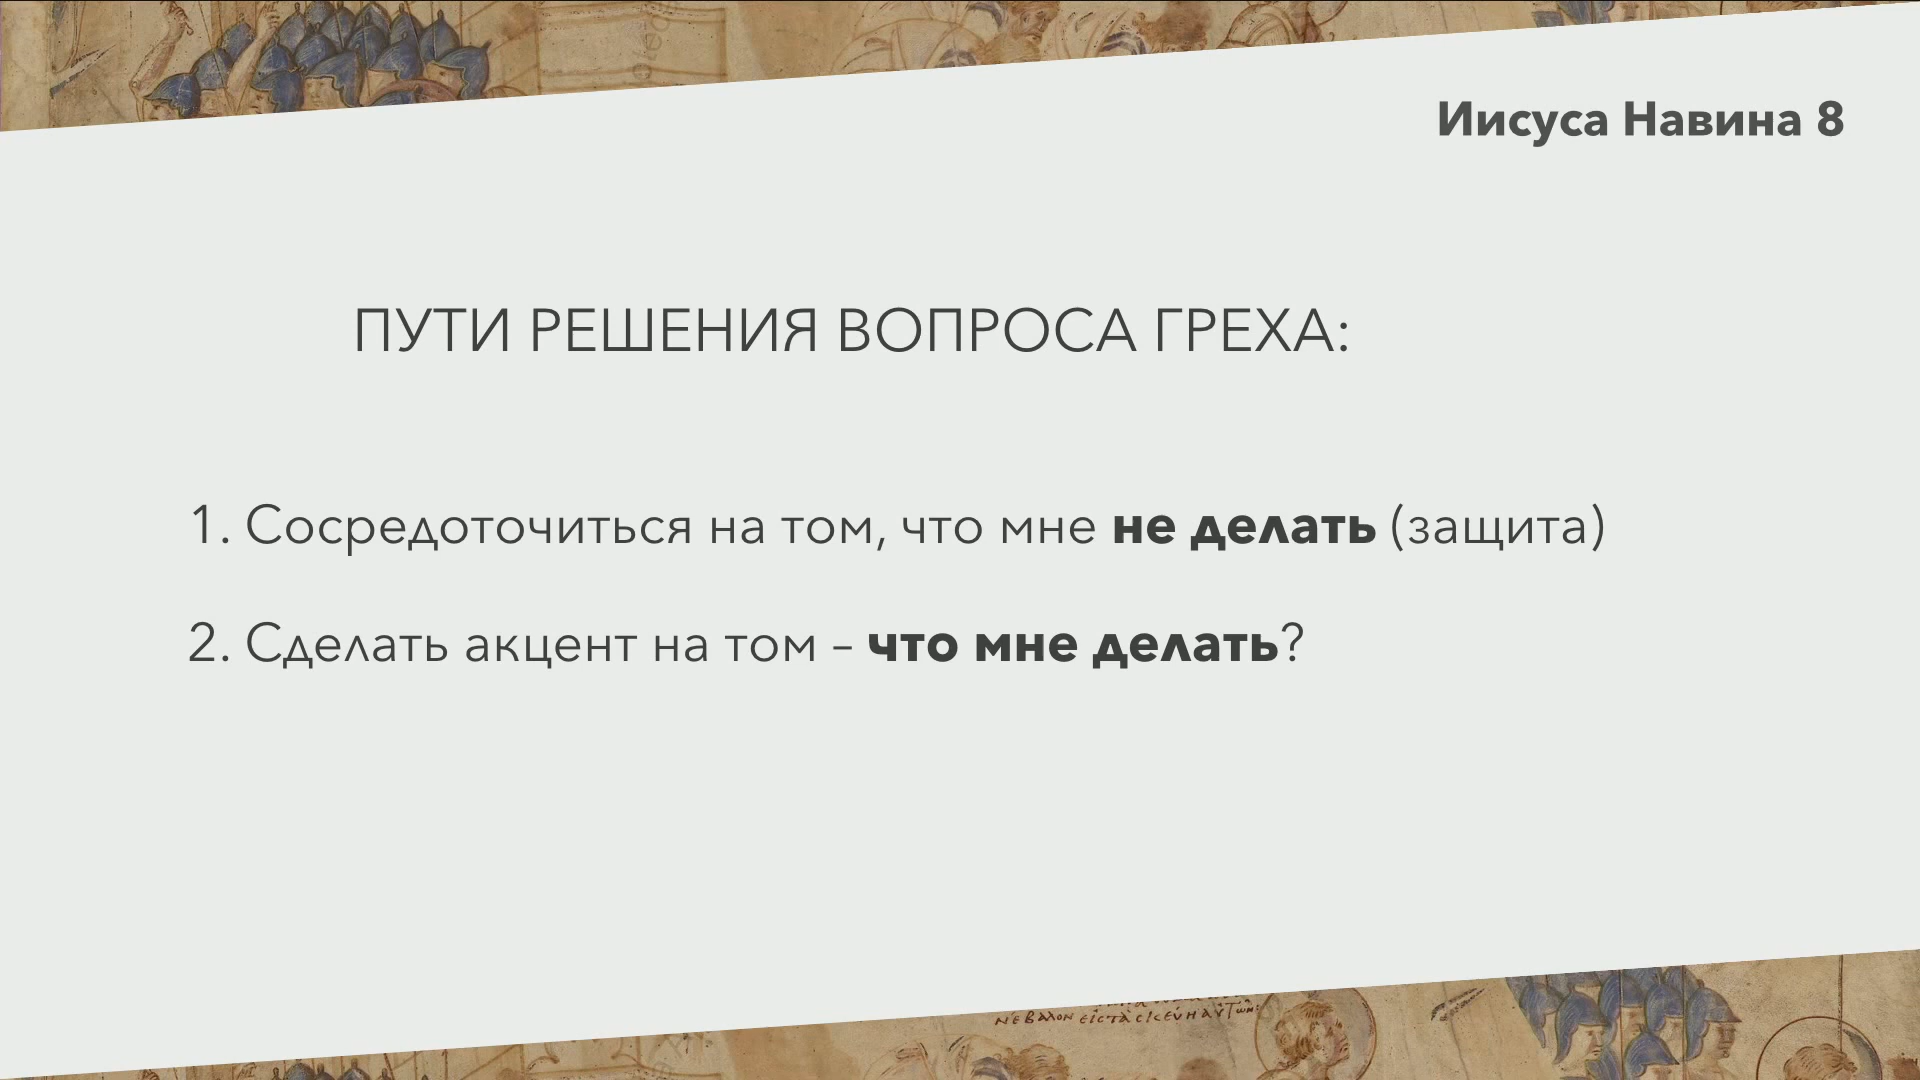 Иисуса Навина 8
ПУТИ РЕШЕНИЯ ВОПРОСА ГРЕХА:
1. Сосредоточиться на том, что мне не делать (защита)
2. Сделать акцент на том – что мне делать?